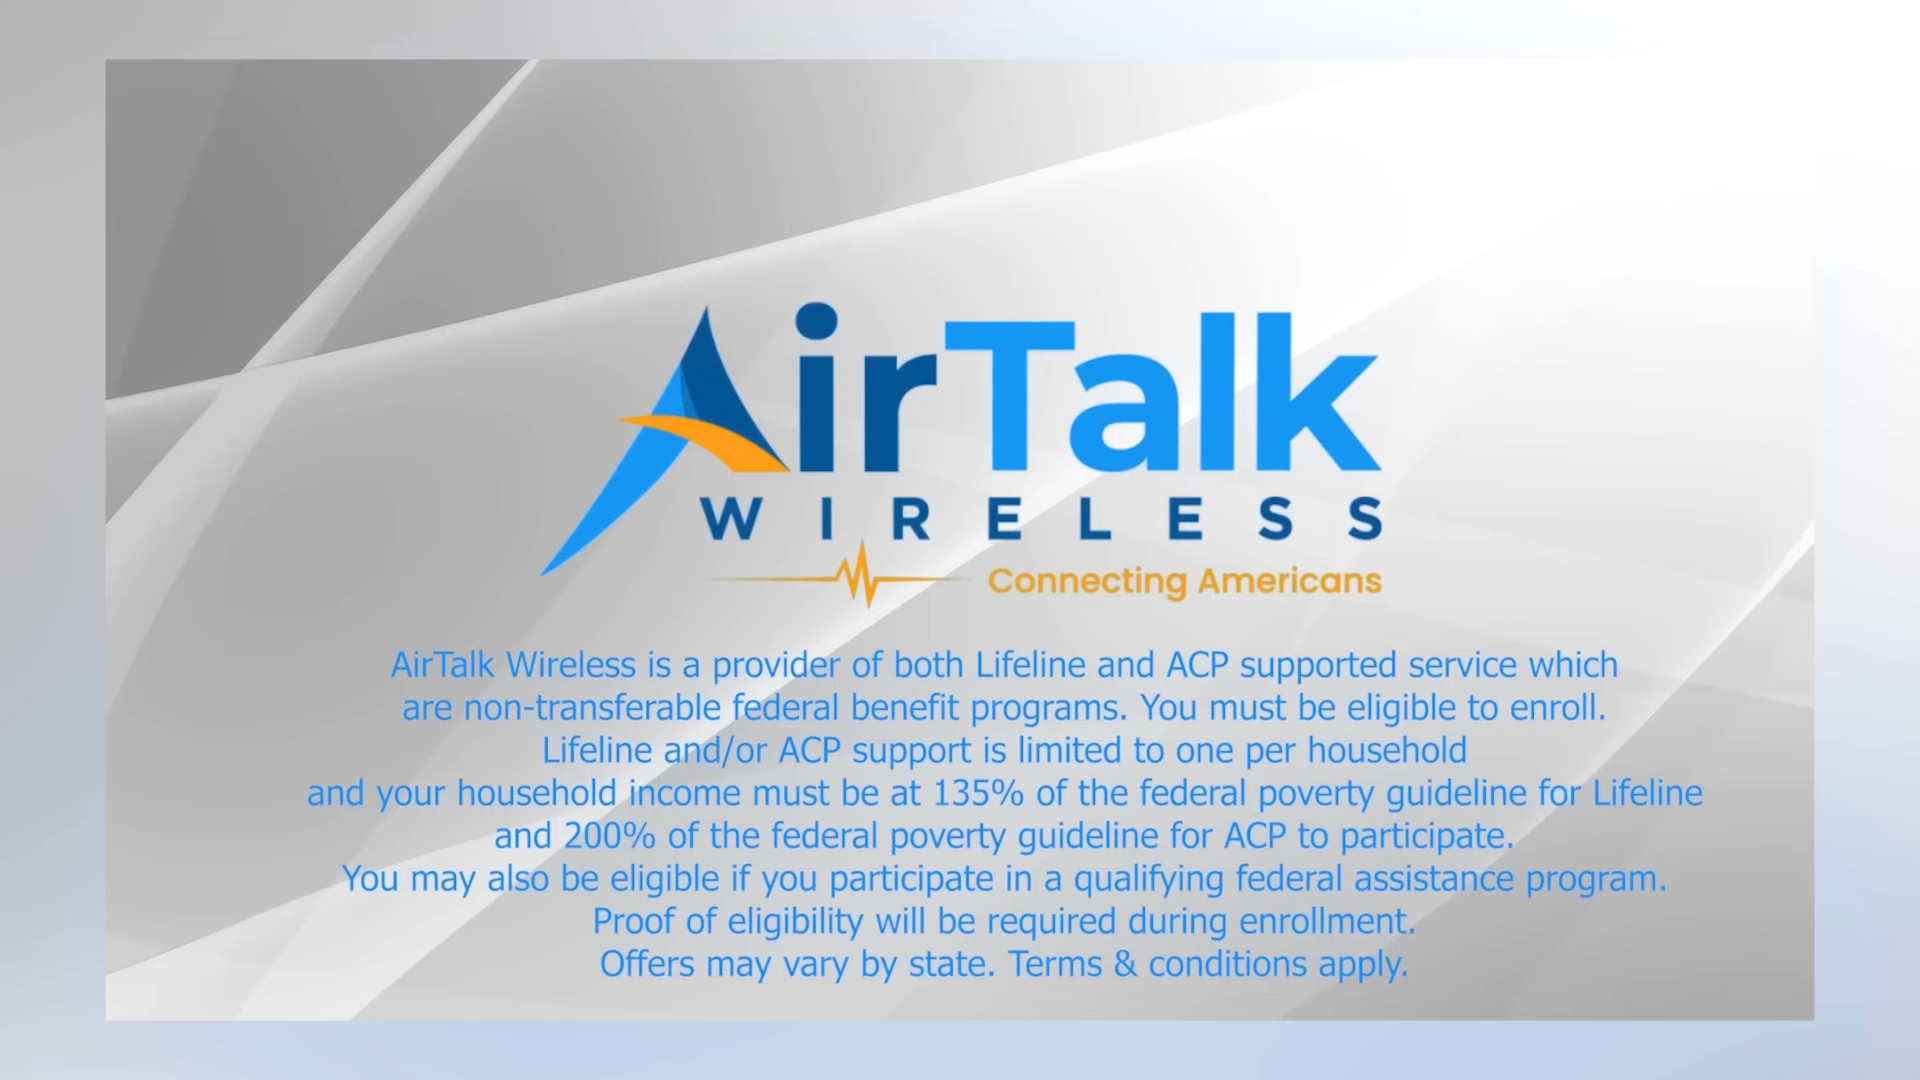 AirTalk
WIRELESS
Connecting Americans
AirTalk Wireless is a provider of both Lifeline and ACP supported service which
are non-transferable federal benefit programs. You must be eligible to enroll.
Lifeline and/or ACP support is limited to one per household
and your household income must be at 135% of the federal poverty guideline for Lifeline
and 200% of the federal poverty guideline for ACP to participate.
You may also be eligible if you participate in a qualifying federal assistance program.
Proof of eligibility will be required during enrollment.
Offers may vary by state. Terms & conditions apply.